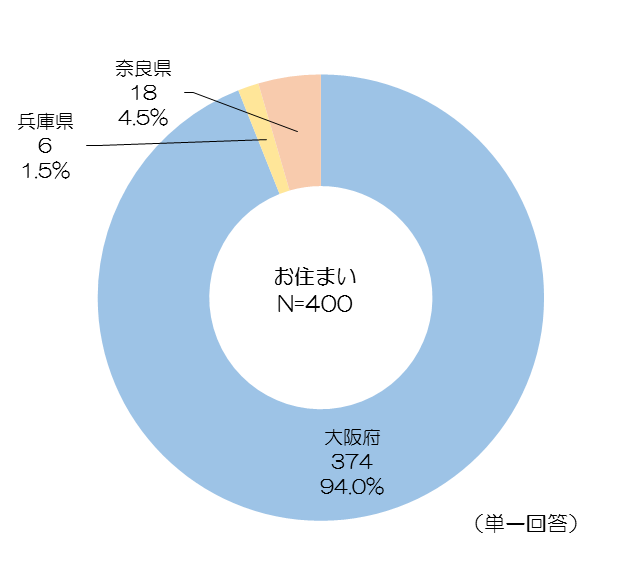 奈良県
18
4.5%
兵庫県
6
1.5%
お住まい
N=400
大阪府
374
94.0%
（単一回答）